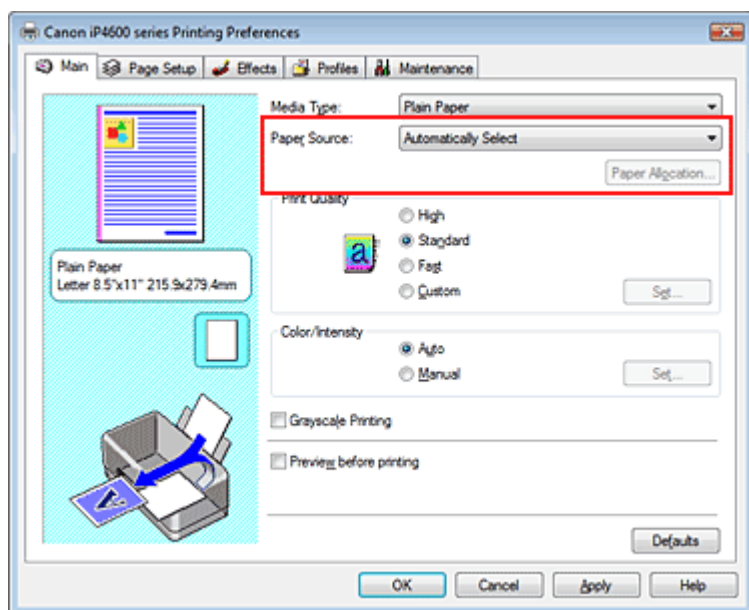 Canon iP4600 series Printing Preferences
Main Page Setup Effects Profiles Maintenance
Media Type: Plain Paper
Paper Source: Automatically Select
Paper Allocation...
Print Quality
High
a Standard
Fast
Custom Set...
Plain Paper
Letter 8.5"x11" 215.9x279.4mm
Color/Intensity
Auto
Manual Set...
Grayscale Printing
Preview before printing
Defaults
OK Cancel Apply Help